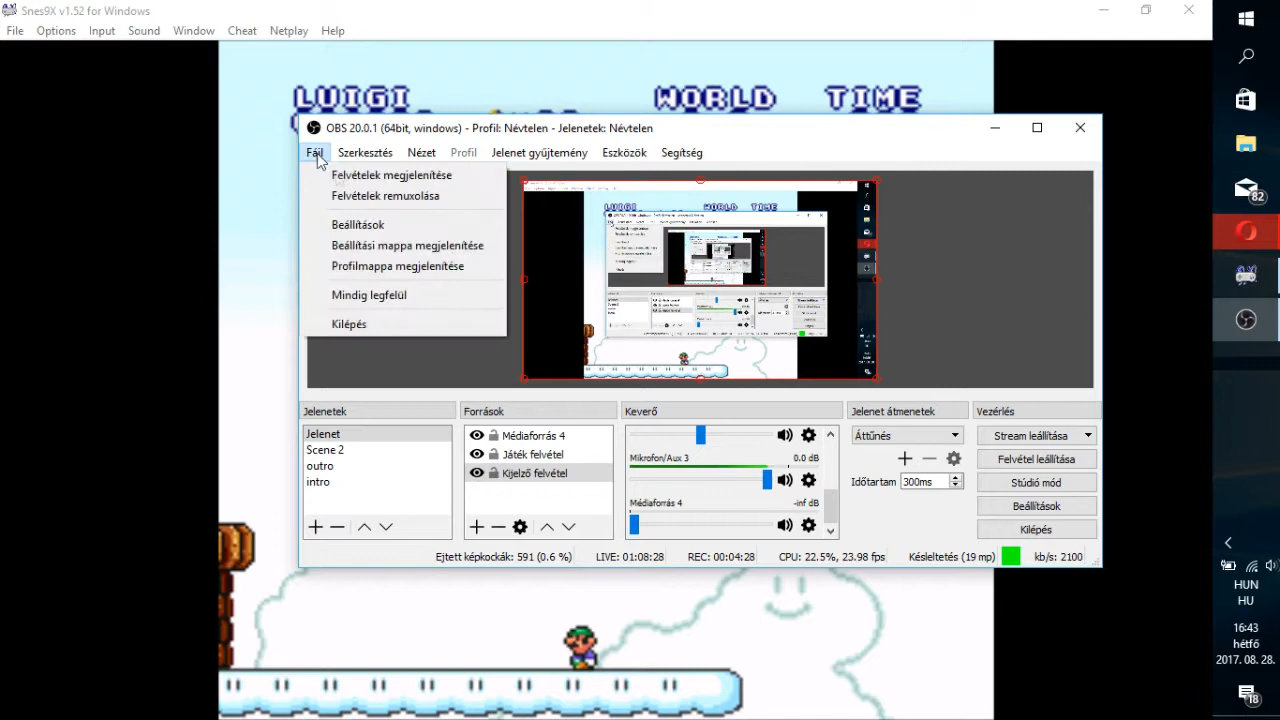 Snes9X v1.52 for Windows
File Options Input Sound Window Cheat Netplay Help
LUIGI WORLD TIME
OBS 20.0.1 (64bit, windows) - Profil: Névtelen - Jelenetek: Névtelen
Fájl Szerkesztés Nézet Profil Jelenet gyűjtemény Eszközök Segítség
Felvételek megjelenítése
Felvételek remuxolása
Beállítások
Beállítási mappa megjelenítése
Profilmappa megjelenítése
Mindig legfelül
Kilépés
LUIGI WORLD TIME
Jelenetek
Jelenet
Scene 2
outro
intro
Források
Médiaforrás 4
Játék felvétel
Kijelző felvétel
Keverő
Mikrofon/Aux 3 0.0 dB
Médiaforrás 4 -inf dB
Jelenet átmenetek
Áttűnés
Időtartam 300ms
Vezérlés
Stream leállítása
Felvétel leállítása
Stúdió mód
Beállítások
Kilépés
Ejtett képkockák: 591 (0.6 %) LIVE: 01:08:28 REC: 00:04:28 CPU: 22.5%, 23.98 fps Késleltetés (19 mp) kb/s: 2100
82
HUN
HU
16:43
hétfő
2017. 08. 28.
18